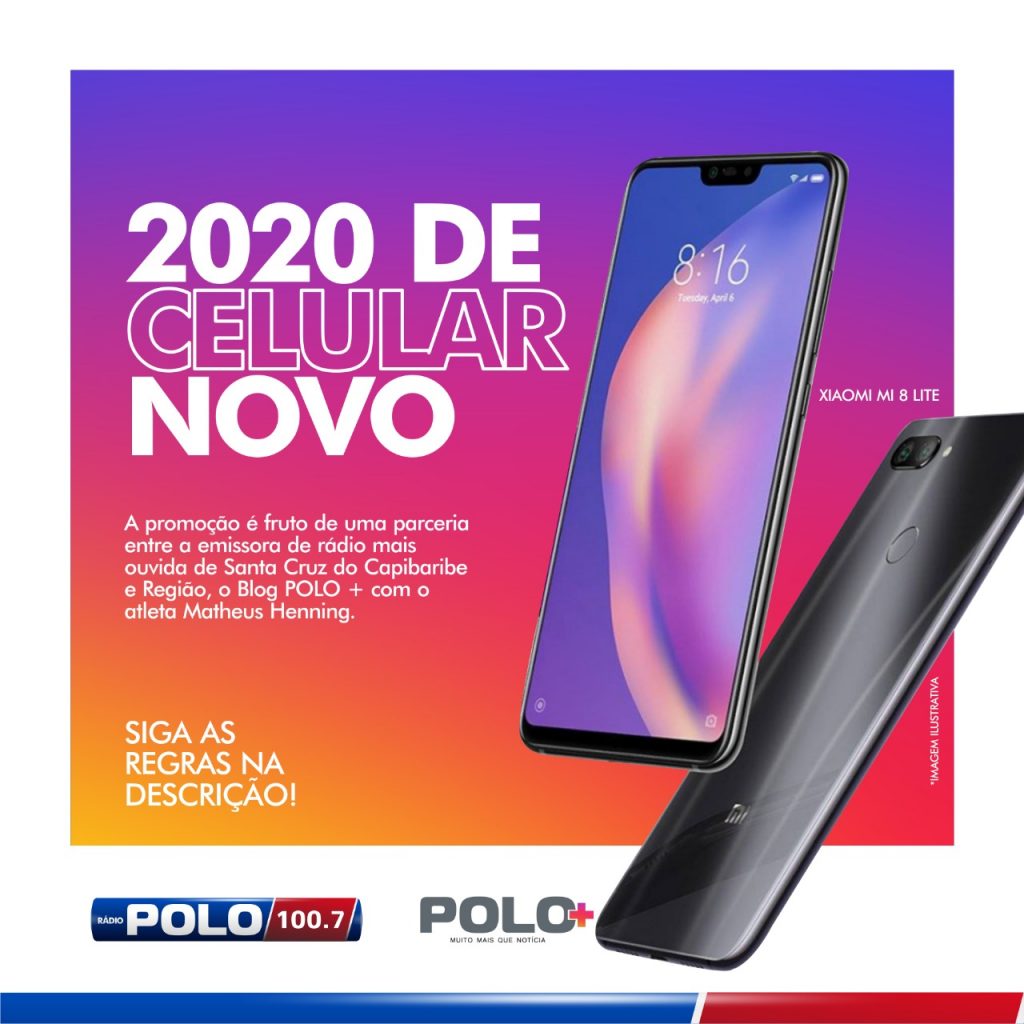 2020 DE
CELULAR
NOVO
8:16
Tuesday, April 6
XIAOMI MI 8 LITE
A promoção é fruto de uma parceria
entre a emissora de rádio mais
ouvida de Santa Cruz do Capibaribe
e Região, o Blog POLO + com o
atleta Matheus Henning.
SIGA AS
REGRAS NA
DESCRIÇÃO!
*IMAGEM ILUSTRATIVA
MI
RÁDIO POLO 100.7
POLO+
MUITO MAIS QUE NOTÍCIA